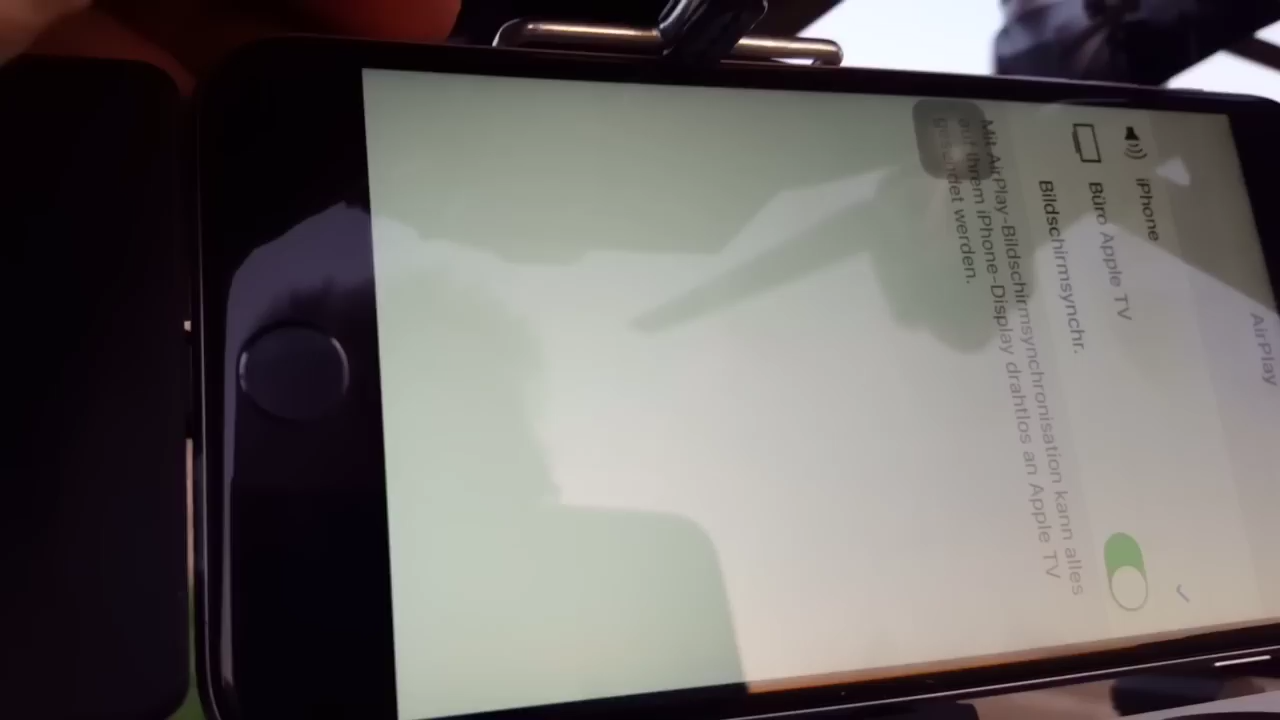 AirPlay
iPhone
Büro Apple TV
Bildschirmsynchr.
Mit AirPlay-Bildschirmsynchronisation kann alles
auf Ihrem iPhone-Display drahtlos an Apple TV
gesendet werden.